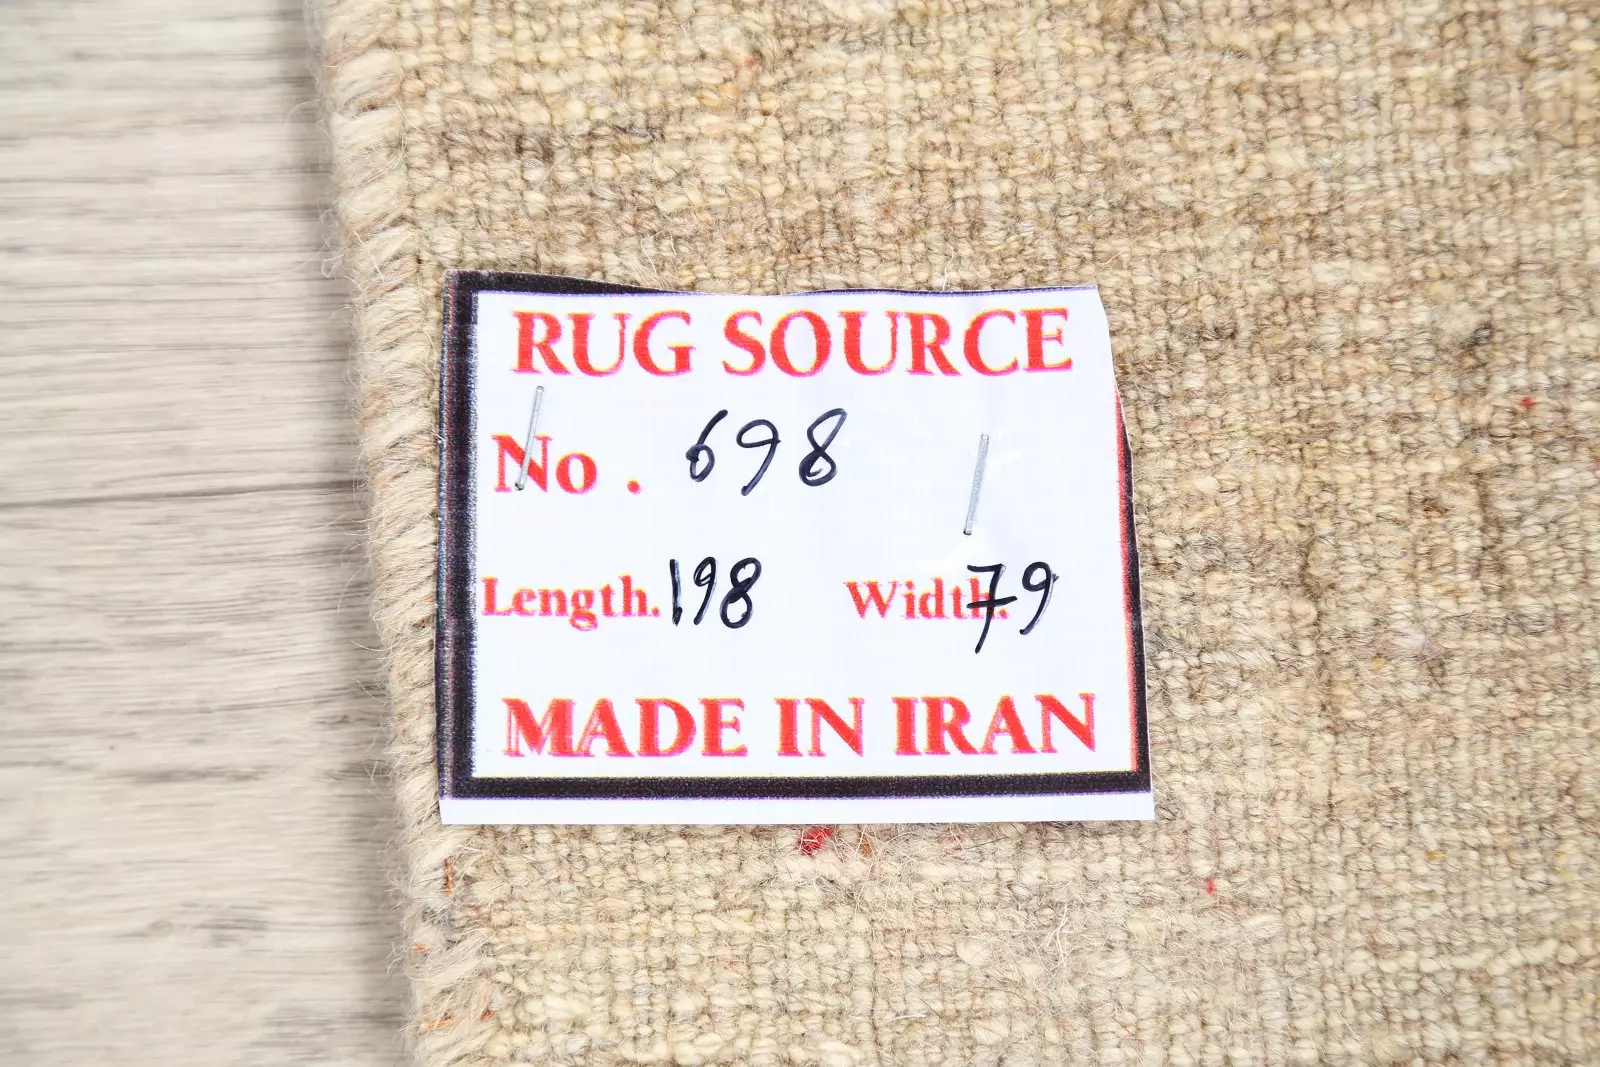 RUG SOURCE
No . 698
Length. 198 Width. 79
MADE IN IRAN